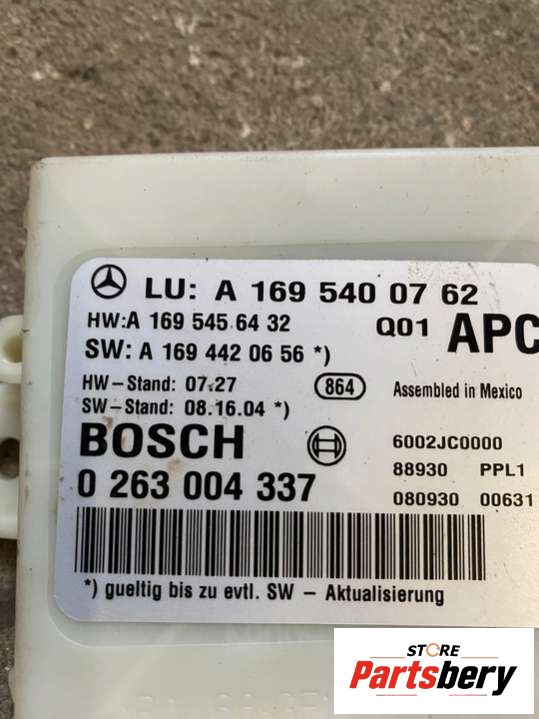 LU: A 169 540 07 62
HW:A 169 545 64 32 Q01 APC
SW: A 169 442 06 56 *)
HW-Stand: 07.27 864 Assembled in Mexico
SW-Stand: 08.16.04 *)
BOSCH 6002JC0000
88930 PPL1
0 263 004 337 080930 00631
*) gueltig bis zu evtl. SW - Aktualisierung
STORE
Partsbery